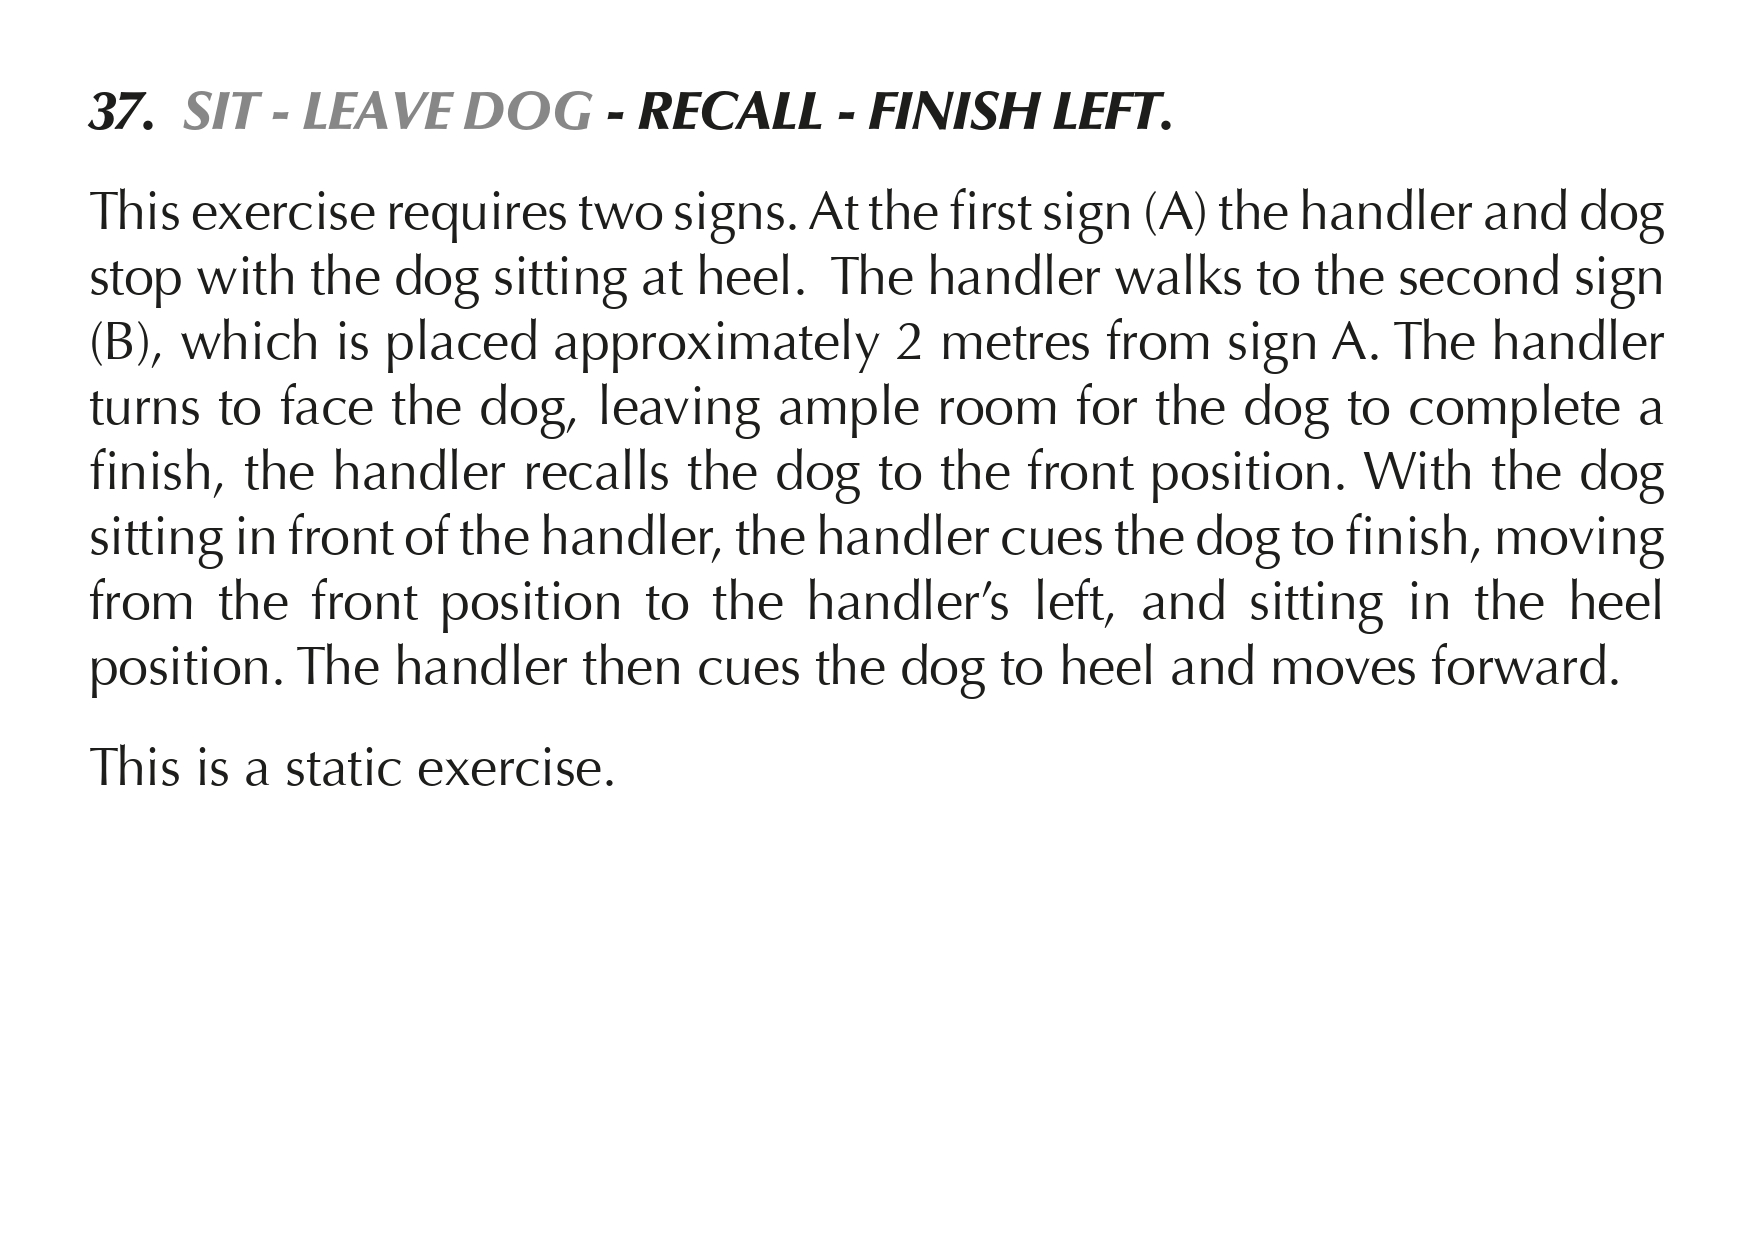 37. SIT - LEAVE DOG - RECALL - FINISH LEFT.
This exercise requires two signs. At the first sign (A) the handler and dog
stop with the dog sitting at heel.  The handler walks to the second sign
(B), which is placed approximately 2 metres from sign A. The handler
turns to face the dog, leaving ample room for the dog to complete a
finish, the handler recalls the dog to the front position. With the dog
sitting in front of the handler, the handler cues the dog to finish, moving
from the front position to the handler’s left, and sitting in the heel
position. The handler then cues the dog to heel and moves forward.
This is a static exercise.